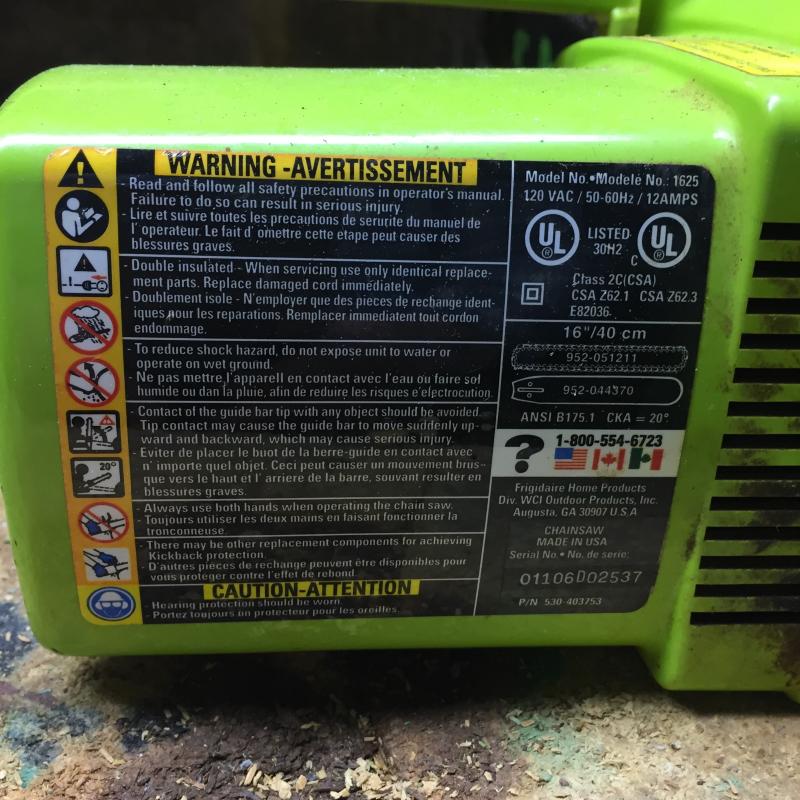 WARNING -AVERTISSEMENT
- Read and follow all safety precautions in operator's manual.
Failure to do so can result in serious injury.
- Lire et suivre toutes les precautions de securite du manuel de
l' operateur. Le fait d' omettre cette etape peut causer des
blessures graves.
- Double insulated - When servicing use only identical replace-
ment parts. Replace damaged cord immediately.
- Doublement isole - N'employer que des pieces de rechange ident-
iques pour les reparations. Remplacer immediatement tout cordon
endommage.
- To reduce shock hazard, do not expose unit to water or
operate on wet ground.
- Ne pas mettre l'appareil en contact avec l'eau ou faire sol
humide ou dan la pluie, afin de reduire les risques e'electrocution.
- Contact of the guide bar tip with any object should be avoided.
Tip contact may cause the guide bar to move suddenly up-
ward and backward, which may cause serious injury.
- Eviter de placer le buot de la berre-guide en contact avec
n' importe quel objet. Ceci peut causer un mouvement brus-
que vers le haut et l' arriere de la barre, souvant resulter en
blessures graves.
20°
- Always use both hands when operating the chain saw.
- Toujours utiliser les deux mains en faisant fonctionner la
tronconneuse.
- There may be other replacement components for achieving
Kickback protection.
- D'autres pieces de rechange peuvent être disponibles pour
vous proteger contre l'effet de rebond.
CAUTION-ATTENTION
- Hearing protection should be worn.
- Portez toujours un protecteur pour les oreilles.
Model No.•Modele No.: 1625
120 VAC / 50-60Hz / 12AMPS
UL LISTED UL
® 30H2 ®
C
Class 2C(CSA)
CSA Z62.1 CSA Z62.3
E82036
16"/40 cm
952-051211
952-044370
ANSI B175.1 CKA = 20°
? 1-800-554-6723
Frigidaire Home Products
Div. WCI Outdoor Products, Inc.
Augusta, GA 30907 U.S.A
CHAINSAW
MADE IN USA
Serial No.• No. de serie:
01106D02537
P/N 530-403753